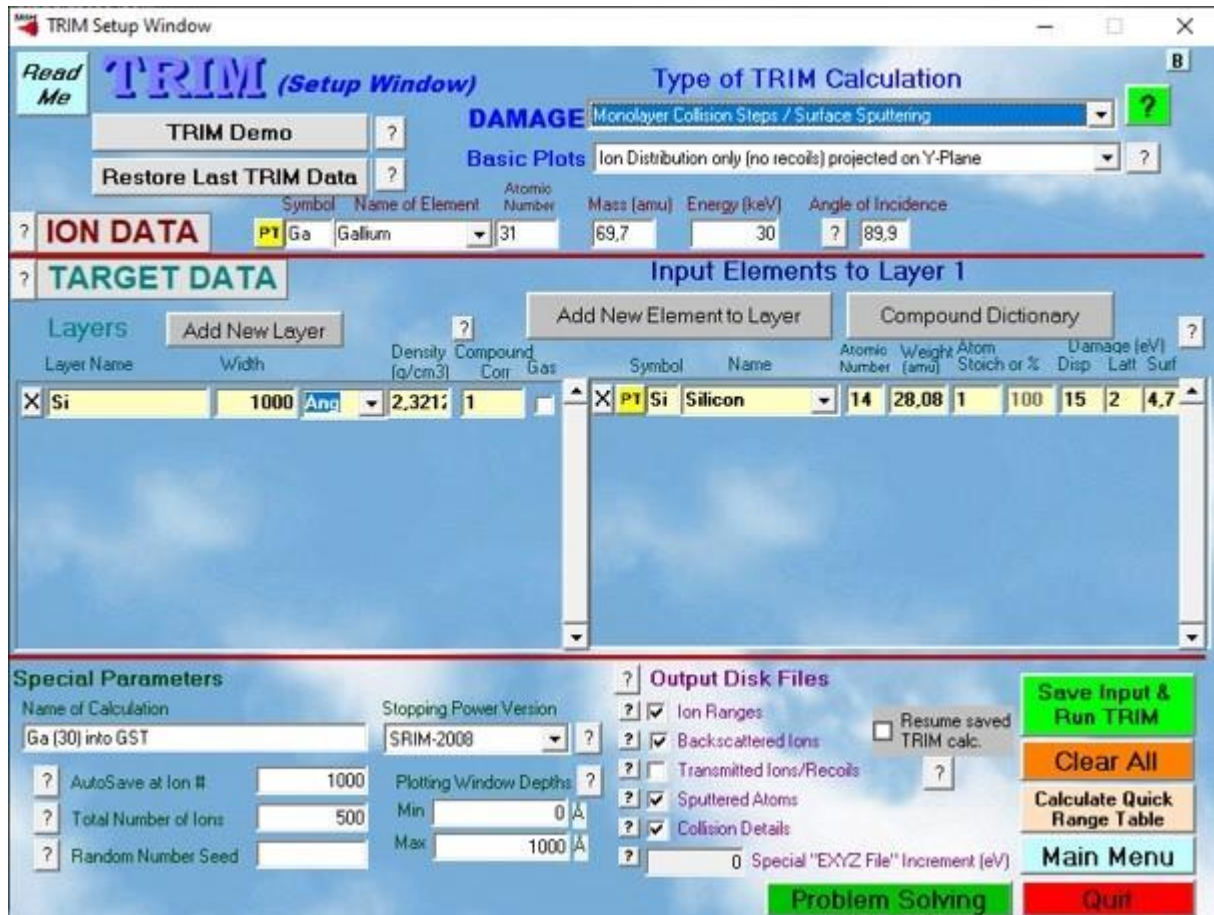 TRIM Setup Window
Read Me
TRIM (Setup Window)
Type of TRIM Calculation
B
DAMAGE Monolayer Collision Steps / Surface Sputtering ?
TRIM Demo ?
Basic Plots Ion Distribution only (no recoils) projected on Y-Plane ?
Restore Last TRIM Data ?
Symbol Name of Element Atomic Number Mass (amu) Energy (keV) Angle of Incidence
? ION DATA PT Ga Gallium 31 69,7 30 ? 89,9
? TARGET DATA Input Elements to Layer 1
Layers Add New Layer ? Add New Element to Layer Compound Dictionary ?
Layer Name Width Density (g/cm3) Compound Corr Gas Symbol Name Atomic Number Weight (amu) Atom Stoich or % Damage (eV) Disp Latt Surf
X Si 1000 Ang 2,3212 1 X PT Si Silicon 14 28,08 1 100 15 2 4,7
Special Parameters
Name of Calculation Stopping Power Version
Ga (30) into GST SRIM-2008 ?
? AutoSave at Ion # 1000
? Total Number of Ions 500
? Random Number Seed
Plotting Window Depths ?
Min 0 Å
Max 1000 Å
? Output Disk Files
? Ion Ranges
? Backscattered Ions
? Transmitted Ions/Recoils
? Sputtered Atoms
? Collision Details
? 0 Special "EXYZ File" Increment (eV)
Resume saved TRIM calc.
?
Save Input & Run TRIM
Clear All
Calculate Quick Range Table
Main Menu
Problem Solving
Quit